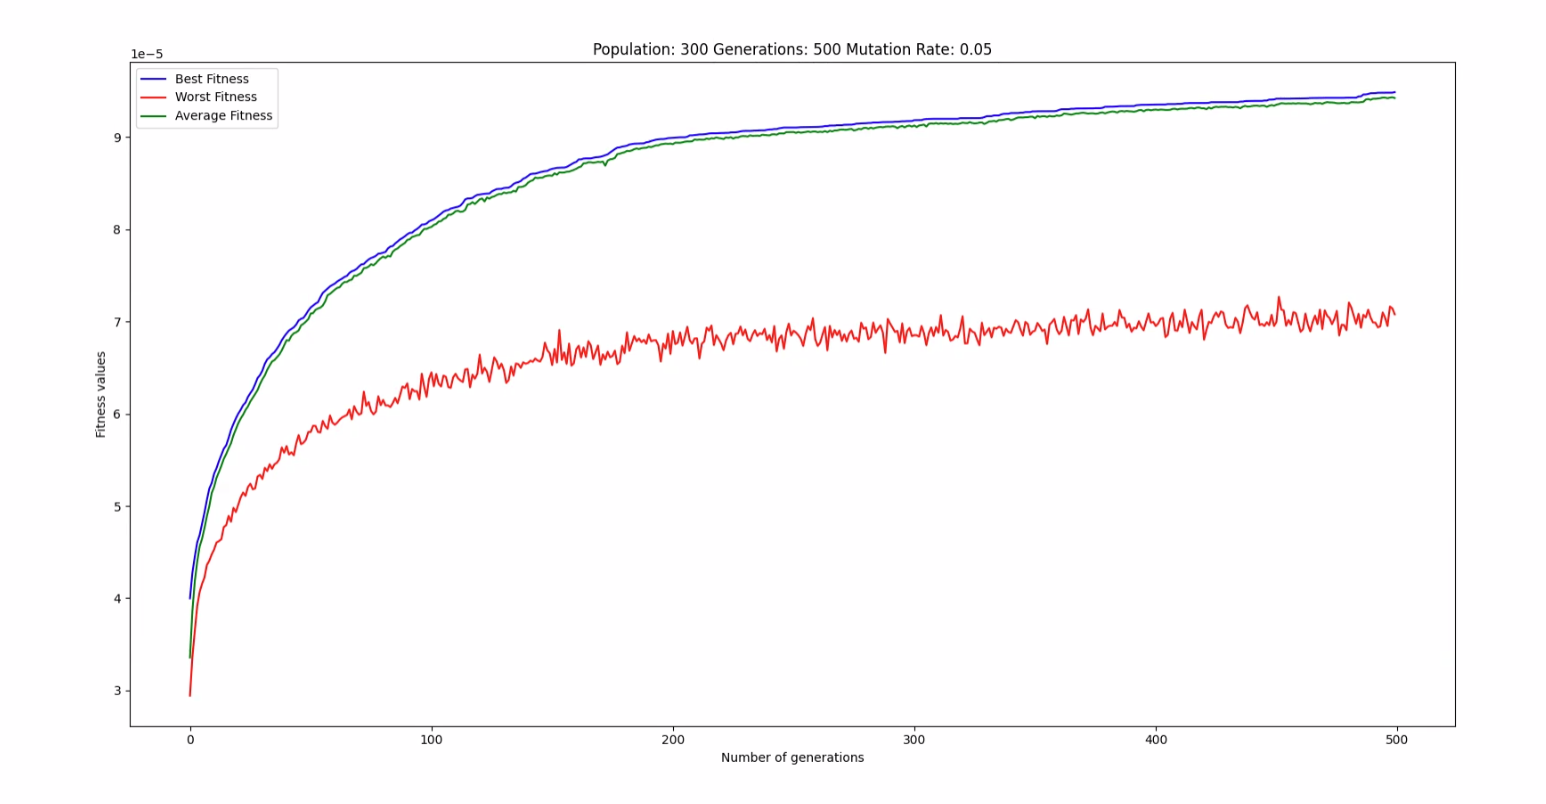 Population: 300 Generations: 500 Mutation Rate: 0.05
1e−5
Best Fitness
Worst Fitness
Average Fitness
9
8
7
6
5
4
3
Fitness values
0 100 200 300 400 500
Number of generations